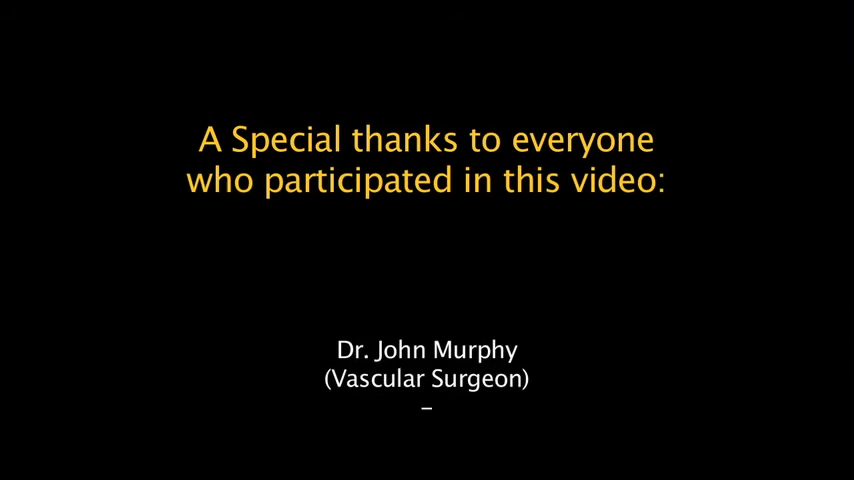 A Special thanks to everyone
who participated in this video:
Dr. John Murphy
(Vascular Surgeon)
–